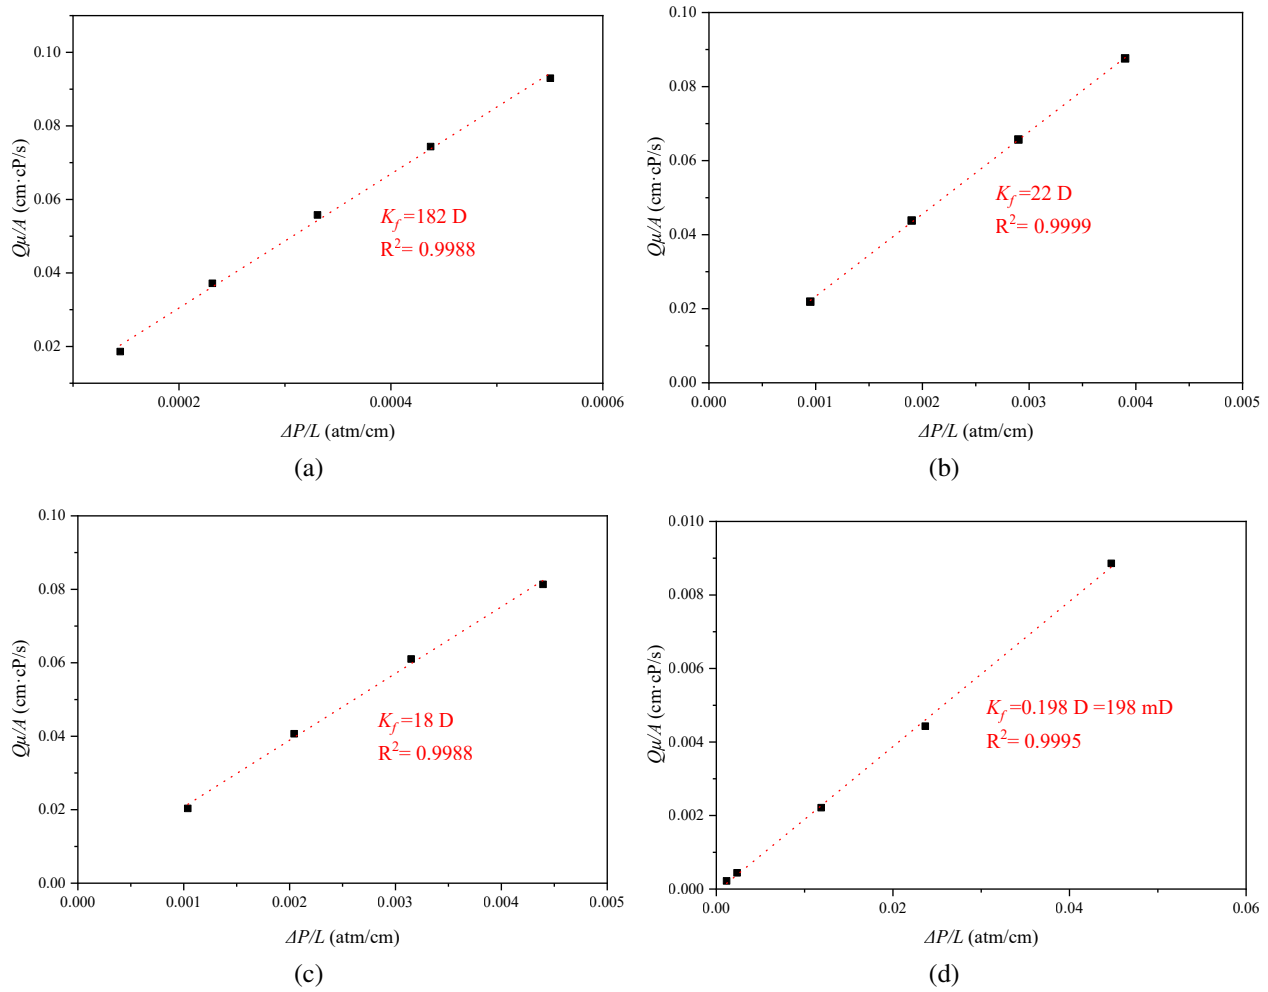 0.10
0.08
0.06
0.04
0.02
Qμ/A (cm·cP/s)
K_f=182 D
R²= 0.9988
0.0002 0.0004 0.0006
ΔP/L (atm/cm)
(a)
0.10
0.08
0.06
0.04
0.02
0.00
Qμ/A (cm·cP/s)
K_f=22 D
R²= 0.9999
0.000 0.001 0.002 0.003 0.004 0.005
ΔP/L (atm/cm)
(b)
0.10
0.08
0.06
0.04
0.02
0.00
Qμ/A (cm·cP/s)
K_f=18 D
R²= 0.9988
0.000 0.001 0.002 0.003 0.004 0.005
ΔP/L (atm/cm)
(c)
0.010
0.008
0.006
0.004
0.002
0.000
Qμ/A (cm·cP/s)
K_f=0.198 D =198 mD
R²= 0.9995
0.00 0.02 0.04 0.06
ΔP/L (atm/cm)
(d)